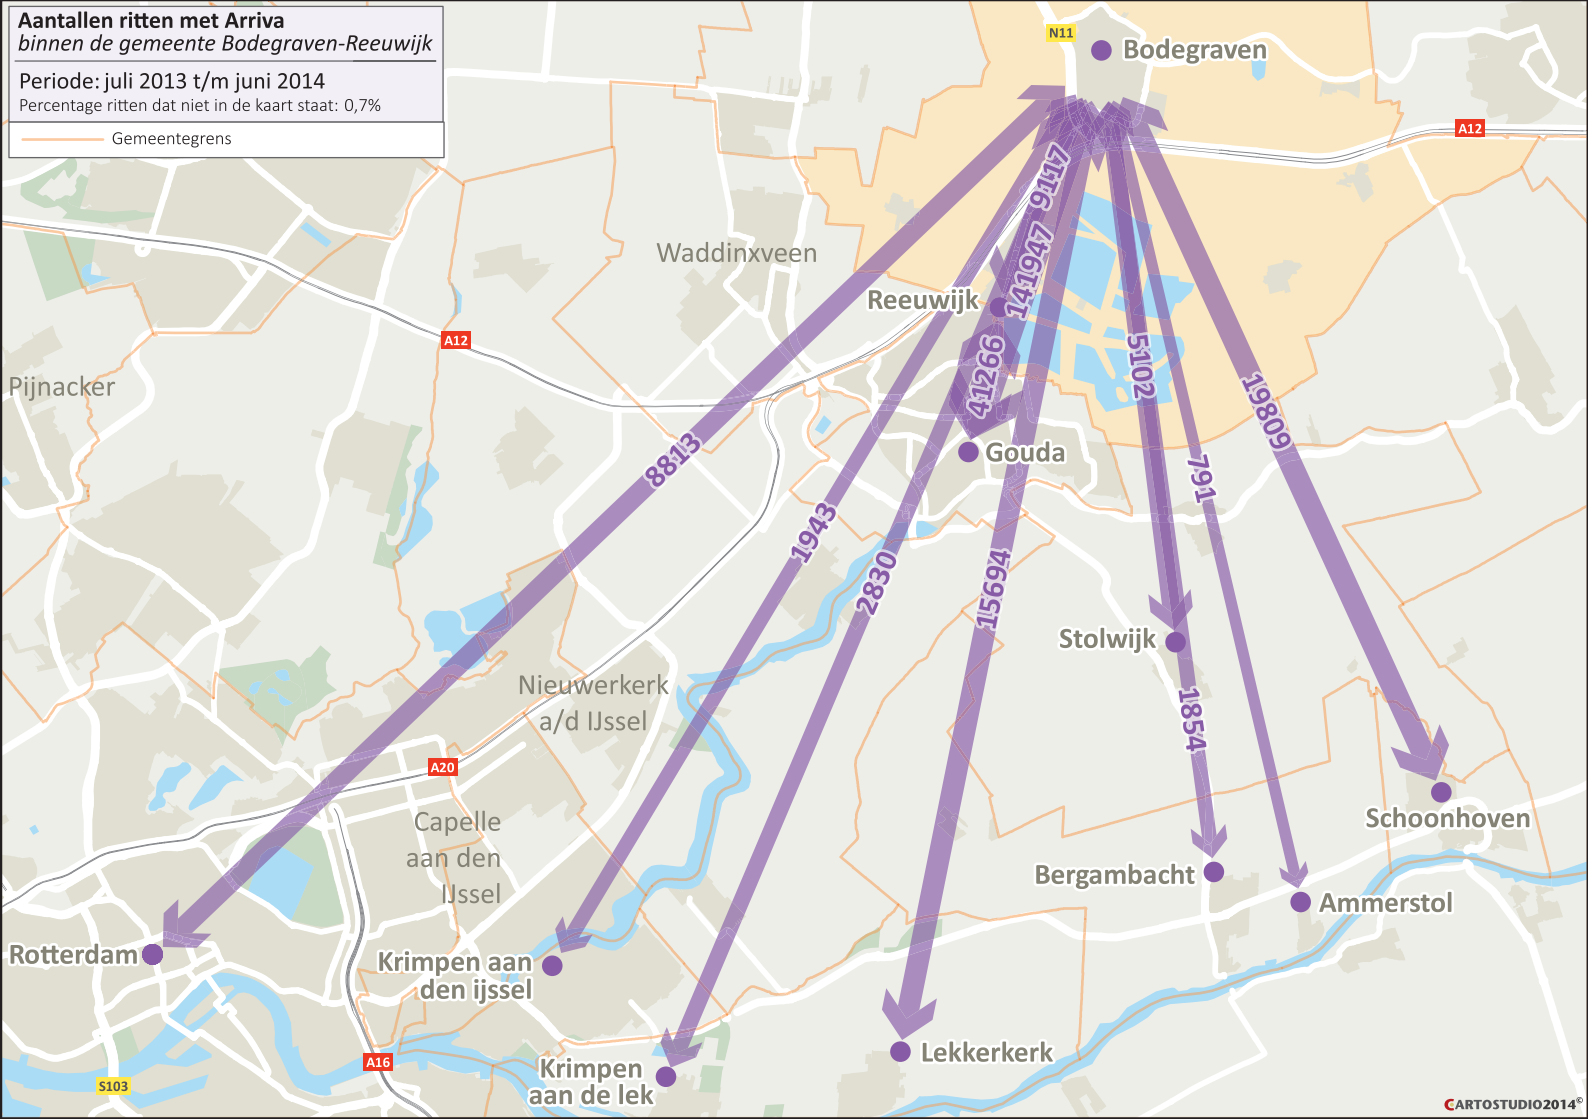 Aantallen ritten met Arriva
binnen de gemeente Bodegraven-Reeuwijk
Periode: juli 2013 t/m juni 2014
Percentage ritten dat niet in de kaart staat: 0,7%
Gemeentegrens
N11
Bodegraven
A12
9117
Waddinxveen
141947
Reeuwijk
A12
Pijnacker
41266
5102
19809
8813
Gouda
791
1943
2830
15694
Stolwijk
Nieuwerkerk
a/d IJssel
1854
A20
Capelle
aan den
IJssel
Schoonhoven
Bergambacht
Ammerstol
Rotterdam
Krimpen aan
den ijssel
Lekkerkerk
A16
Krimpen
aan de lek
S103
CARTOSTUDIO2014©